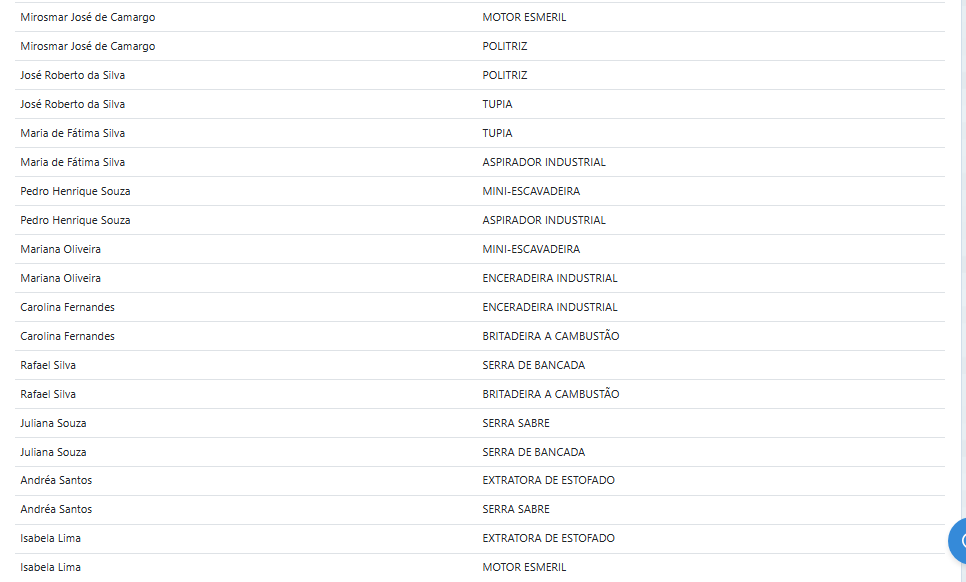 Mirosmar José de Camargo MOTOR ESMERIL
Mirosmar José de Camargo POLITRIZ
José Roberto da Silva POLITRIZ
José Roberto da Silva TUPIA
Maria de Fátima Silva TUPIA
Maria de Fátima Silva ASPIRADOR INDUSTRIAL
Pedro Henrique Souza MINI-ESCAVADEIRA
Pedro Henrique Souza ASPIRADOR INDUSTRIAL
Mariana Oliveira MINI-ESCAVADEIRA
Mariana Oliveira ENCERADEIRA INDUSTRIAL
Carolina Fernandes ENCERADEIRA INDUSTRIAL
Carolina Fernandes BRITADEIRA A CAMBUSTÃO
Rafael Silva SERRA DE BANCADA
Rafael Silva BRITADEIRA A CAMBUSTÃO
Juliana Souza SERRA SABRE
Juliana Souza SERRA DE BANCADA
Andréa Santos EXTRATORA DE ESTOFADO
Andréa Santos SERRA SABRE
Isabela Lima EXTRATORA DE ESTOFADO
Isabela Lima MOTOR ESMERIL